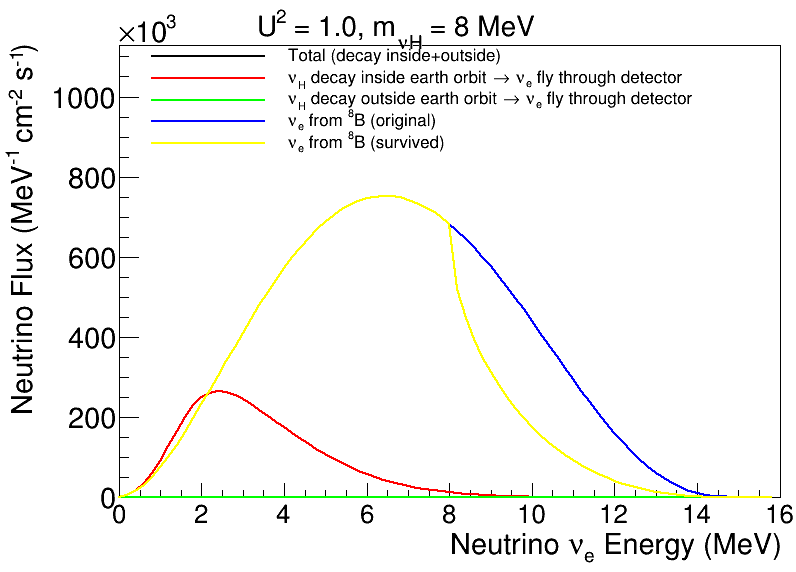 U² = 1.0, m_νH = 8 MeV
×10³
Total (decay inside+outside)
ν_H decay inside earth orbit → ν_e fly through detector
ν_H decay outside earth orbit → ν_e fly through detector
ν_e from ⁸B (original)
ν_e from ⁸B (survived)
Neutrino Flux (MeV⁻¹ cm⁻² s⁻¹)
1000
800
600
400
200
0
0 2 4 6 8 10 12 14 16
Neutrino ν_e Energy (MeV)